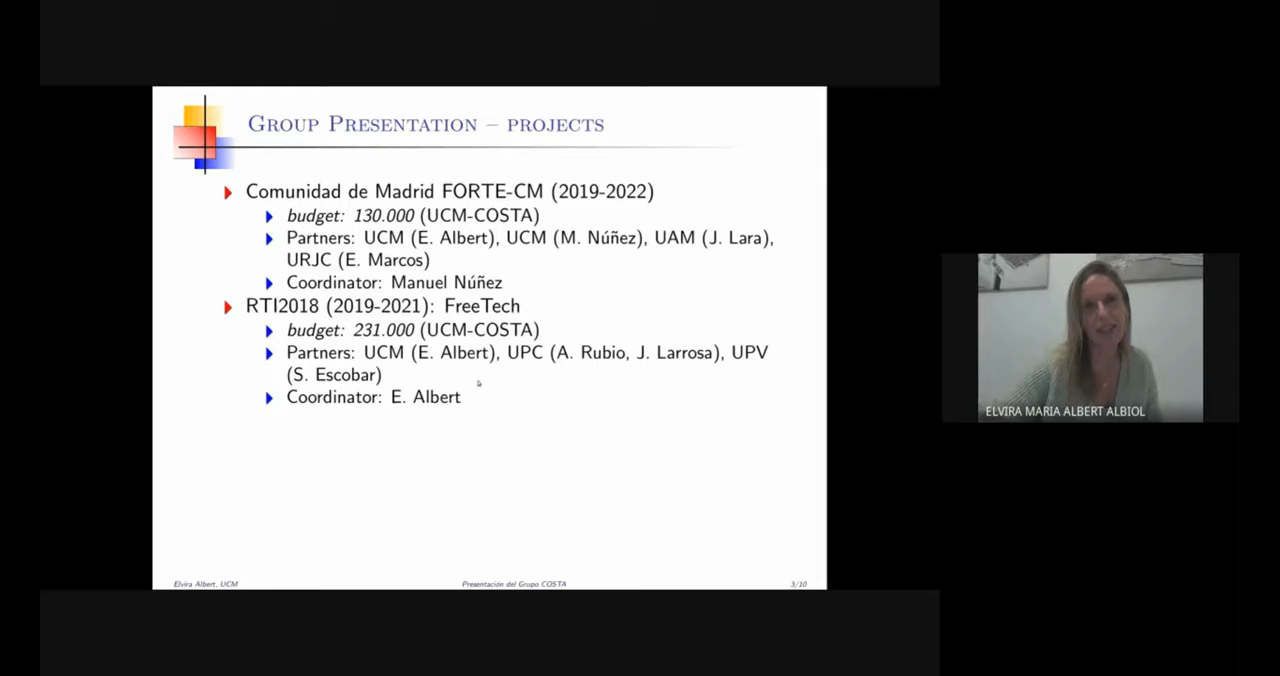 GROUP PRESENTATION – PROJECTS
Comunidad de Madrid FORTE-CM (2019-2022)
budget: 130.000 (UCM-COSTA)
Partners: UCM (E. Albert), UCM (M. Núñez), UAM (J. Lara),
URJC (E. Marcos)
Coordinator: Manuel Núñez
RTI2018 (2019-2021): FreeTech
budget: 231.000 (UCM-COSTA)
Partners: UCM (E. Albert), UPC (A. Rubio, J. Larrosa), UPV
(S. Escobar)
Coordinator: E. Albert
Elvira Albert, UCM
Presentación del Grupo COSTA
3/10
ELVIRA MARIA ALBERT ALBIOL